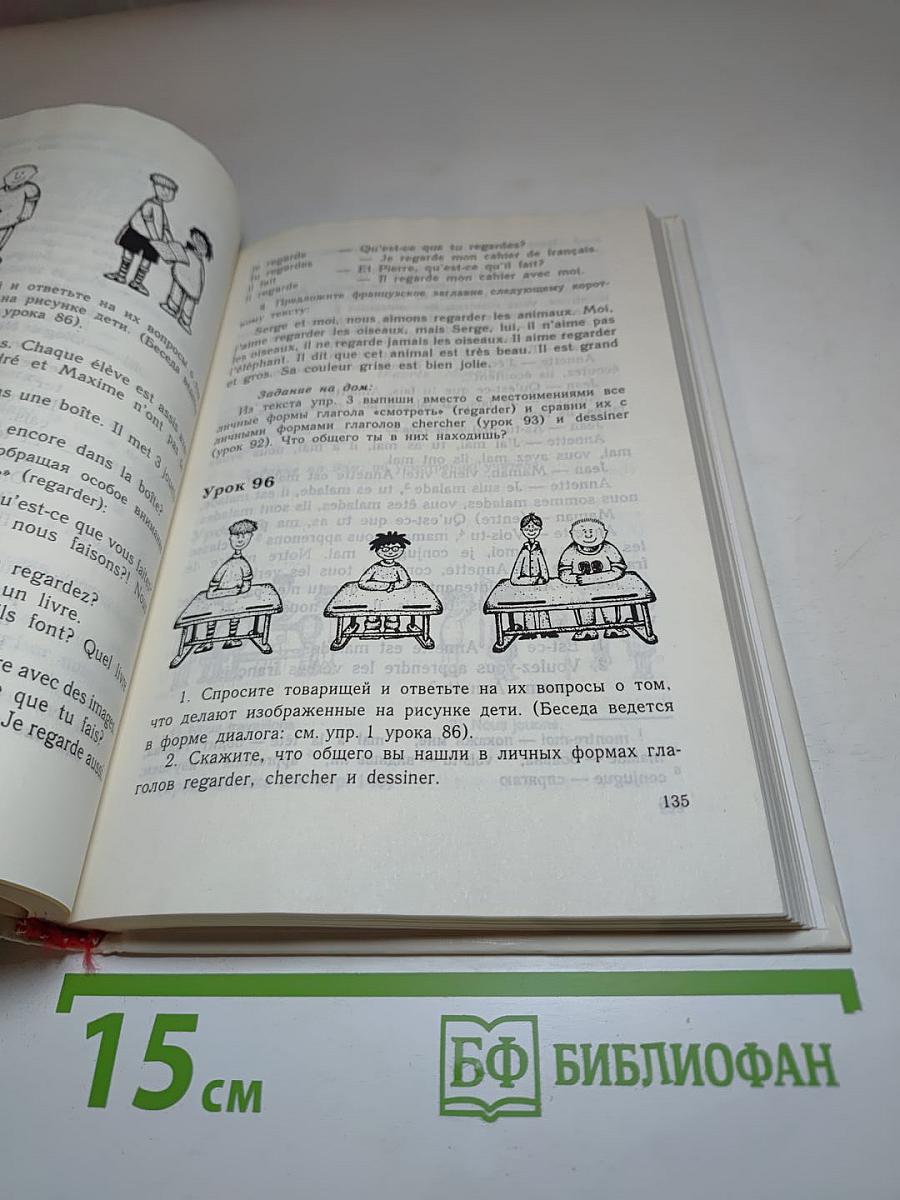 и ответьте на их вопросы о
на рисунке дети. (Беседа
урока 86).
s. Chaque élève est assis
ré et Maxime n'ont pas
s une boîte. Il met 3
encore dans la boîte?
обращая особое внимание
(regarder):
u'est-ce que vous faites?
nous faisons?! Nous
regardez?
un livre.
ls font? Quel livre
re avec des images.
e que tu fais?
Je regarde aussi
je regarde — Qu'est-ce que tu regardes?
tu regardes — Je regarde mon cahier de français.
il fait — Et Pierre, qu'est-ce qu'il fait?
il regarde — Il regarde mon cahier avec moi.
Предложите французское заглавие следующему корот-
кому тексту:
Serge et moi, nous aimons regarder les animaux. Moi,
j'aime regarder les oiseaux, mais Serge, lui, il n'aime pas
les oiseaux, il ne regarde jamais les oiseaux. Il aime regarder
l'éléphant. Il dit que cet animal est très beau. Il est grand
et gros. Sa couleur grise est bien jolie.
Задание на дом:
Из текста упр. 3 выпиши вместо с местоимениями все
личные формы глагола «смотреть» (regarder) и сравни их с
личными формами глаголов chercher (урок 93) и dessiner
(урок 92). Что общего ты в них находишь?
Урок 96
1. Спросите товарищей и ответьте на их вопросы о том,
что делают изображенные на рисунке дети. (Беседа ведется
в форме диалога: см. упр. 1 урока 86).
2. Скажите, что общего вы нашли в личных формах гла-
голов regarder, chercher и dessiner.
135
15 см
БФ БИБЛИОФАН